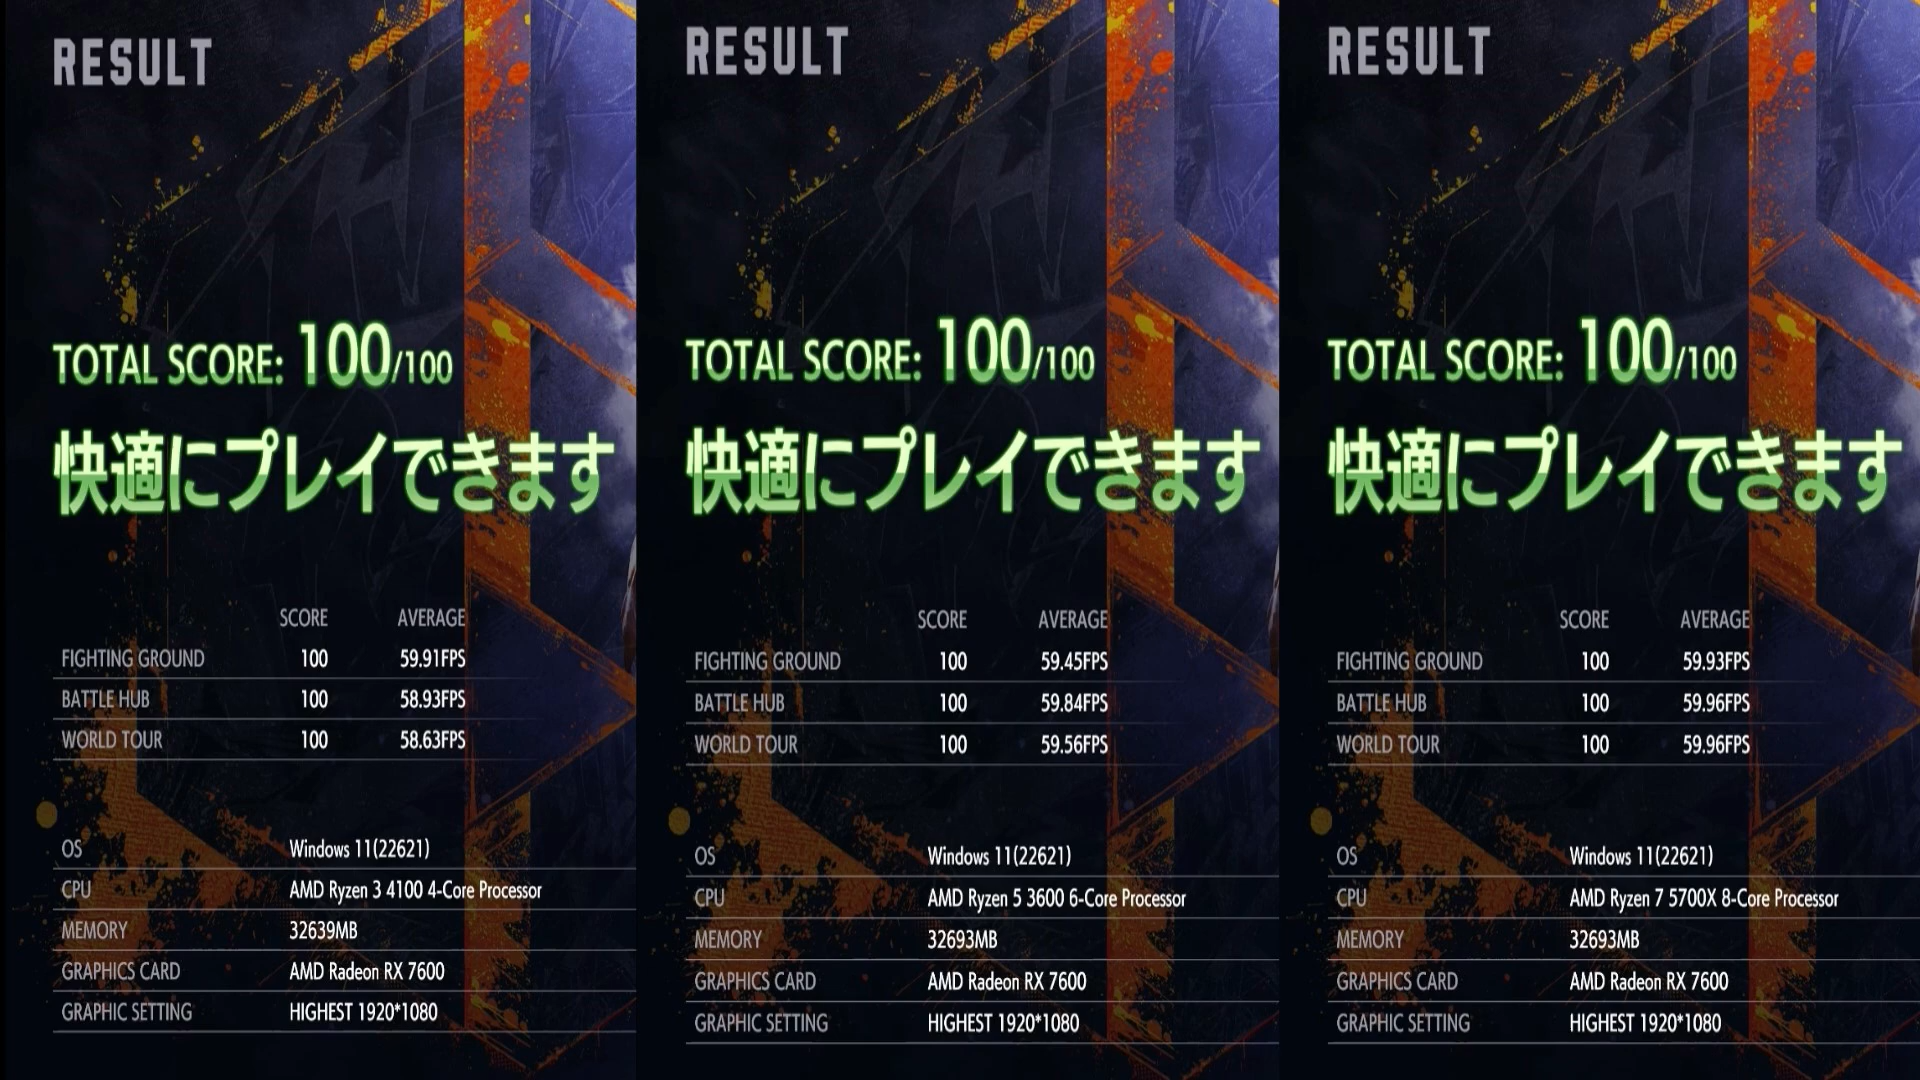 RESULT
TOTAL SCORE: 100/100
快適にプレイできます
SCORE AVERAGE
FIGHTING GROUND 100 59.91FPS
BATTLE HUB 100 58.93FPS
WORLD TOUR 100 58.63FPS
OS Windows 11(22621)
CPU AMD Ryzen 3 4100 4-Core Processor
MEMORY 32639MB
GRAPHICS CARD AMD Radeon RX 7600
GRAPHIC SETTING HIGHEST 1920*1080
RESULT
TOTAL SCORE: 100/100
快適にプレイできます
SCORE AVERAGE
FIGHTING GROUND 100 59.45FPS
BATTLE HUB 100 59.84FPS
WORLD TOUR 100 59.56FPS
OS Windows 11(22621)
CPU AMD Ryzen 5 3600 6-Core Processor
MEMORY 32693MB
GRAPHICS CARD AMD Radeon RX 7600
GRAPHIC SETTING HIGHEST 1920*1080
RESULT
TOTAL SCORE: 100/100
快適にプレイできます
SCORE AVERAGE
FIGHTING GROUND 100 59.93FPS
BATTLE HUB 100 59.96FPS
WORLD TOUR 100 59.96FPS
OS Windows 11(22621)
CPU AMD Ryzen 7 5700X 8-Core Processor
MEMORY 32693MB
GRAPHICS CARD AMD Radeon RX 7600
GRAPHIC SETTING HIGHEST 1920*1080